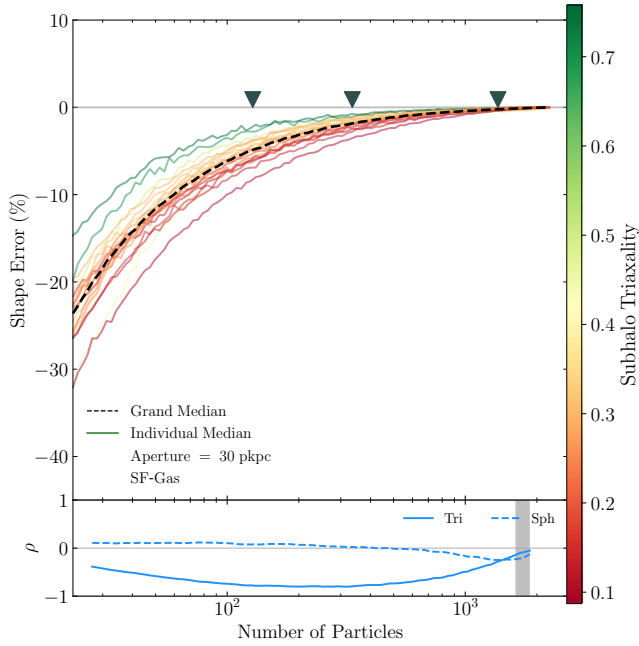 10
0
−10
−20
−30
−40
Shape Error (%)
Grand Median
Individual Median
Aperture = 30 pkpc
SF-Gas
1
0
−1
ρ
Tri
Sph
10²
10³
Number of Particles
0.7
0.6
0.5
0.4
0.3
0.2
0.1
Subhalo Triaxality